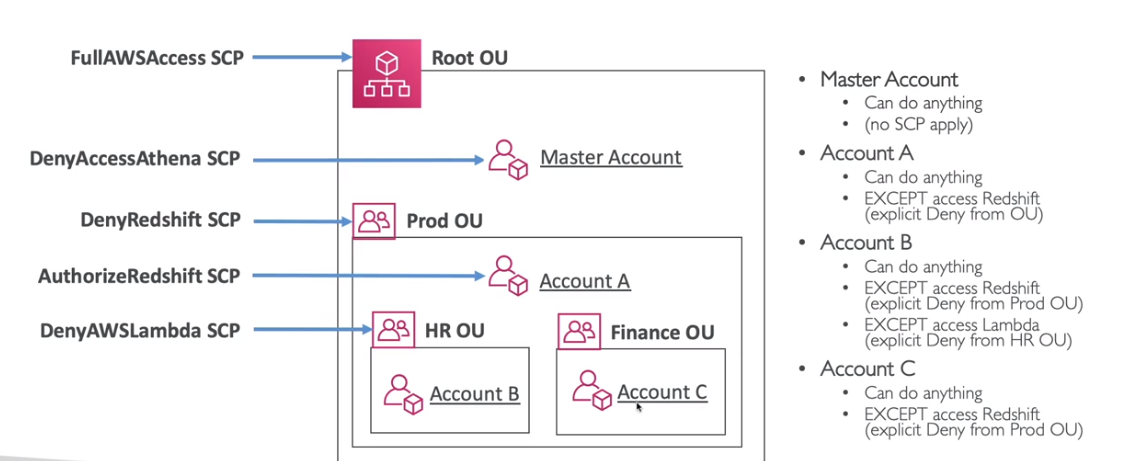 FullAWSAccess SCP
Root OU
DenyAccessAthena SCP
Master Account
DenyRedshift SCP
Prod OU
AuthorizeRedshift SCP
Account A
DenyAWSLambda SCP
HR OU
Finance OU
Account B
Account C
• Master Account
• Can do anything
• (no SCP apply)
• Account A
• Can do anything
• EXCEPT access Redshift
(explicit Deny from OU)
• Account B
• Can do anything
• EXCEPT access Redshift
(explicit Deny from Prod OU)
• EXCEPT access Lambda
(explicit Deny from HR OU)
• Account C
• Can do anything
• EXCEPT access Redshift
(explicit Deny from Prod OU)